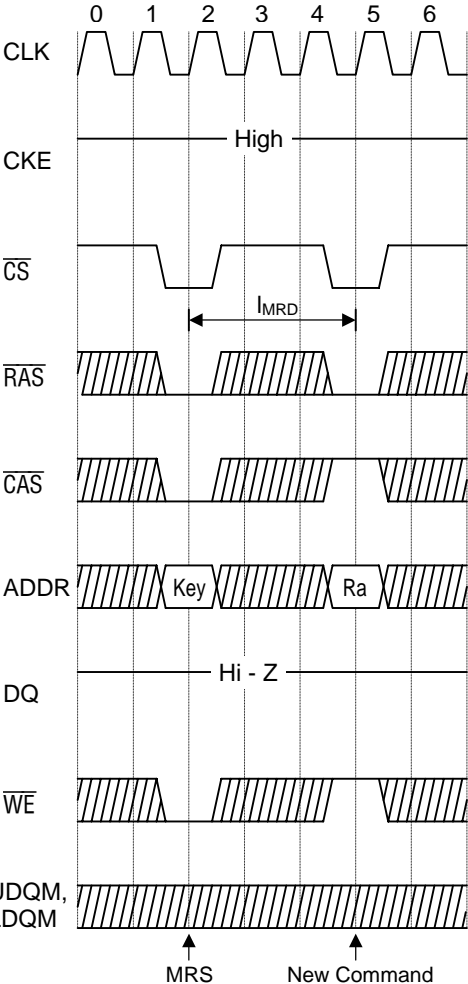 0 1 2 3 4 5 6
CLK
High
CKE
CS
lMRD
RAS
CAS
ADDR Key Ra
Hi - Z
DQ
WE
UDQM,
LDQM
MRS New Command